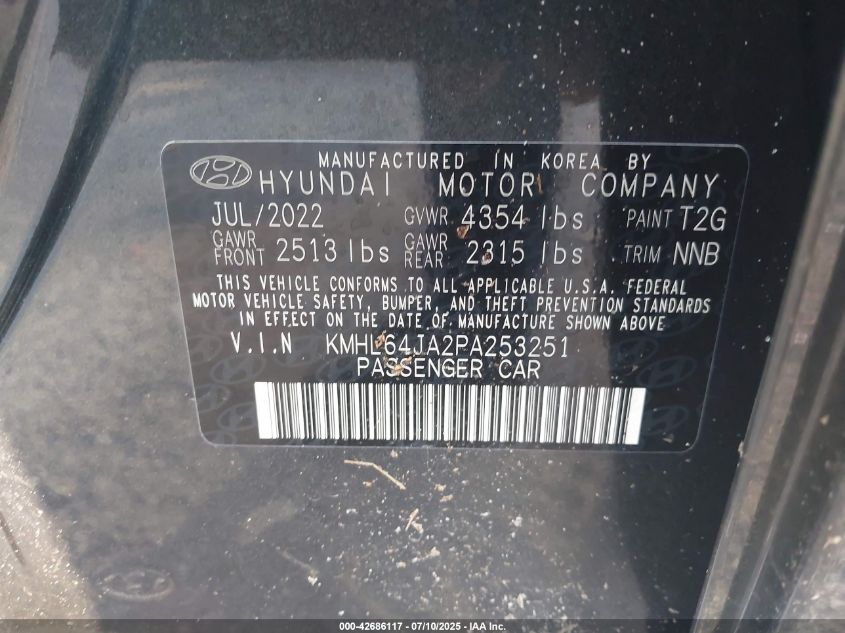 MANUFACTURED IN KOREA BY
HYUNDAI MOTOR COMPANY
JUL/2022 GVWR 4354 lbs PAINT T2G
GAWR FRONT 2513 lbs GAWR REAR 2315 lbs TRIM NNB
THIS VEHICLE CONFORMS TO ALL APPLICABLE U.S.A. FEDERAL
MOTOR VEHICLE SAFETY, BUMPER, AND THEFT PREVENTION STANDARDS
IN EFFECT ON THE DATE OF MANUFACTURE SHOWN ABOVE
V.I.N KMHL64JA2PA253251
PASSENGER CAR
000-42686117 - 07/10/2025 - IAA Inc.